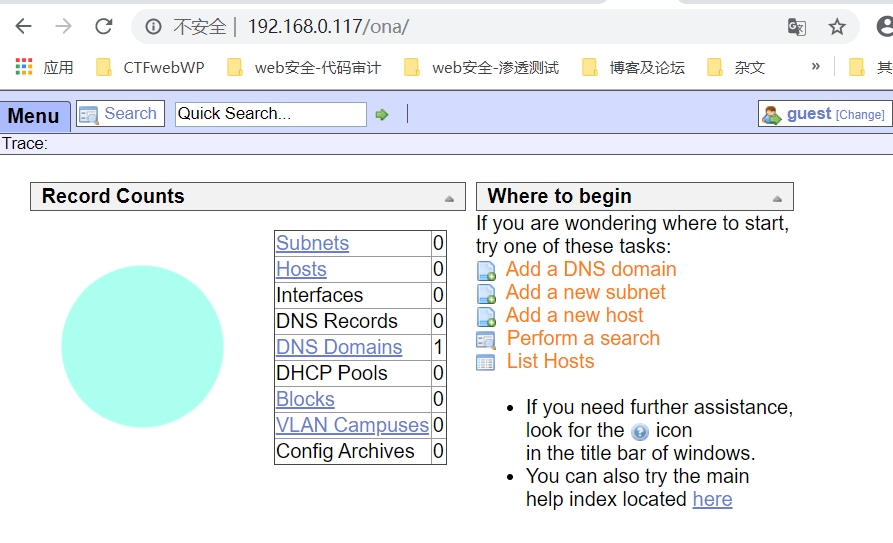 不安全 | 192.168.0.117/ona/
应用 CTFwebWP web安全-代码审计 web安全-渗透测试 博客及论坛 杂文 »
Menu Search Quick Search... guest [Change]
Trace:
Record Counts
Subnets 0
Hosts 0
Interfaces 0
DNS Records 0
DNS Domains 1
DHCP Pools 0
Blocks 0
VLAN Campuses 0
Config Archives 0
Where to begin
If you are wondering where to start,
try one of these tasks:
Add a DNS domain
Add a new subnet
Add a new host
Perform a search
List Hosts
• If you need further assistance,
look for the ? icon
in the title bar of windows.
• You can also try the main
help index located here